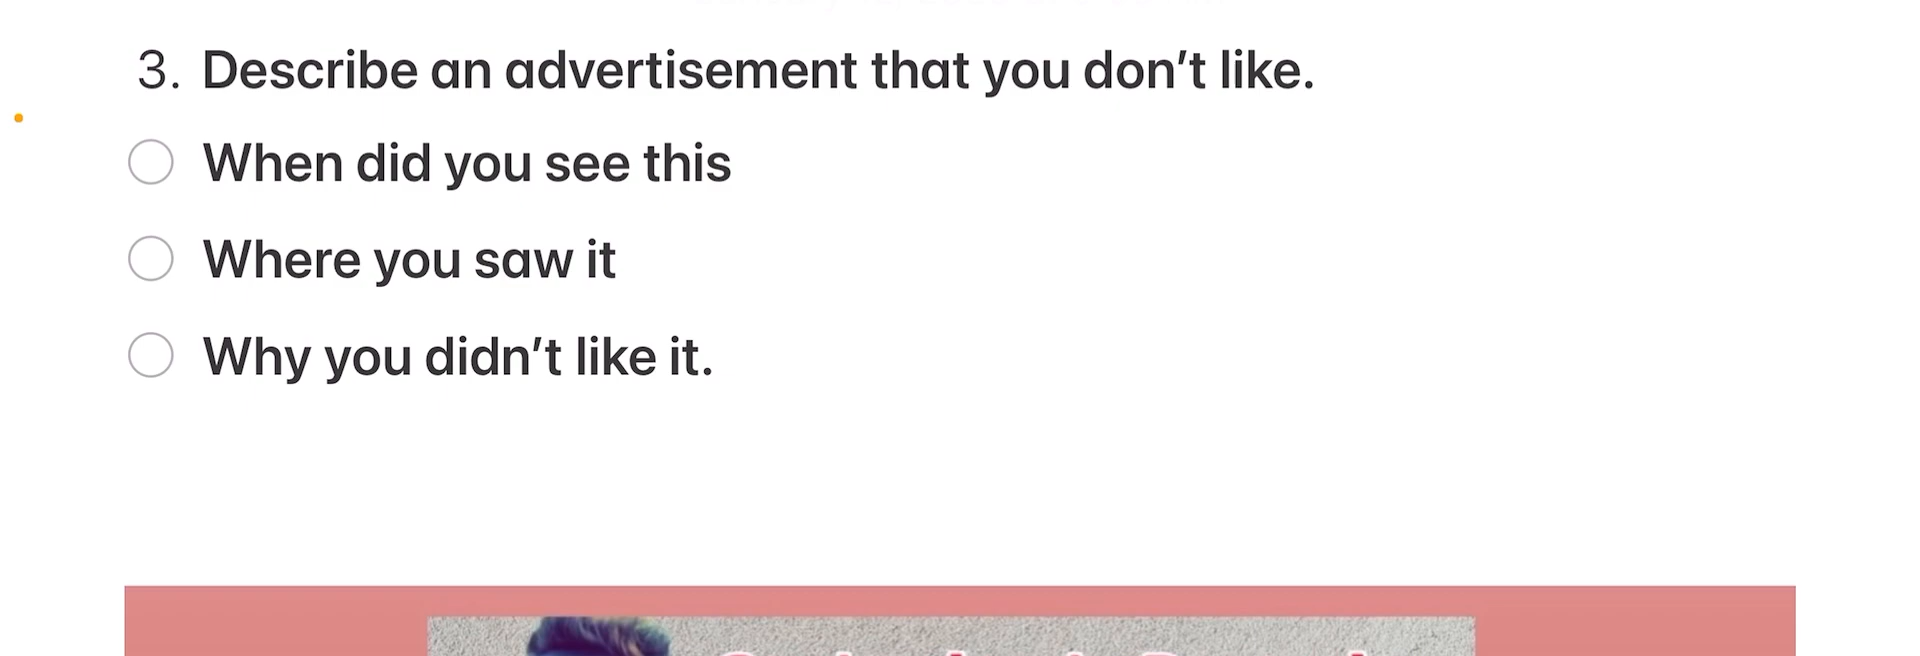 3. Describe an advertisement that you don't like.
When did you see this
Where you saw it
Why you didn't like it.